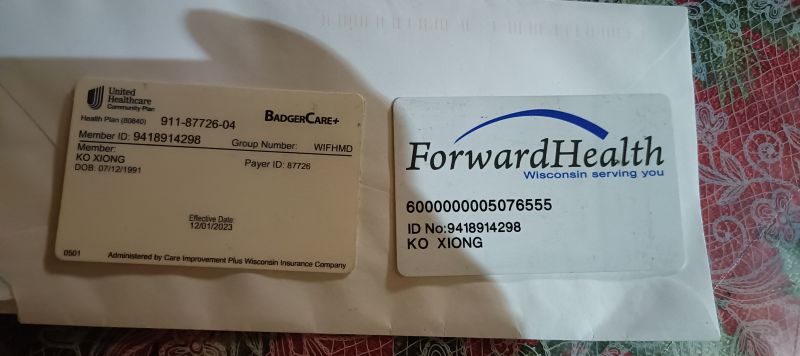 United
Healthcare
Community Plan
Health Plan (80840) 911-87726-04
BADGERCARE+
Member ID: 9418914298 Group Number: WIFHMD
Member:
KO XIONG
DOB: 07/12/1991
Payer ID: 87726
Effective Date
12/01/2023
0501 Administered by Care Improvement Plus Wisconsin Insurance Company
ForwardHealth
Wisconsin serving you
6000000005076555
ID No:9418914298
KO XIONG